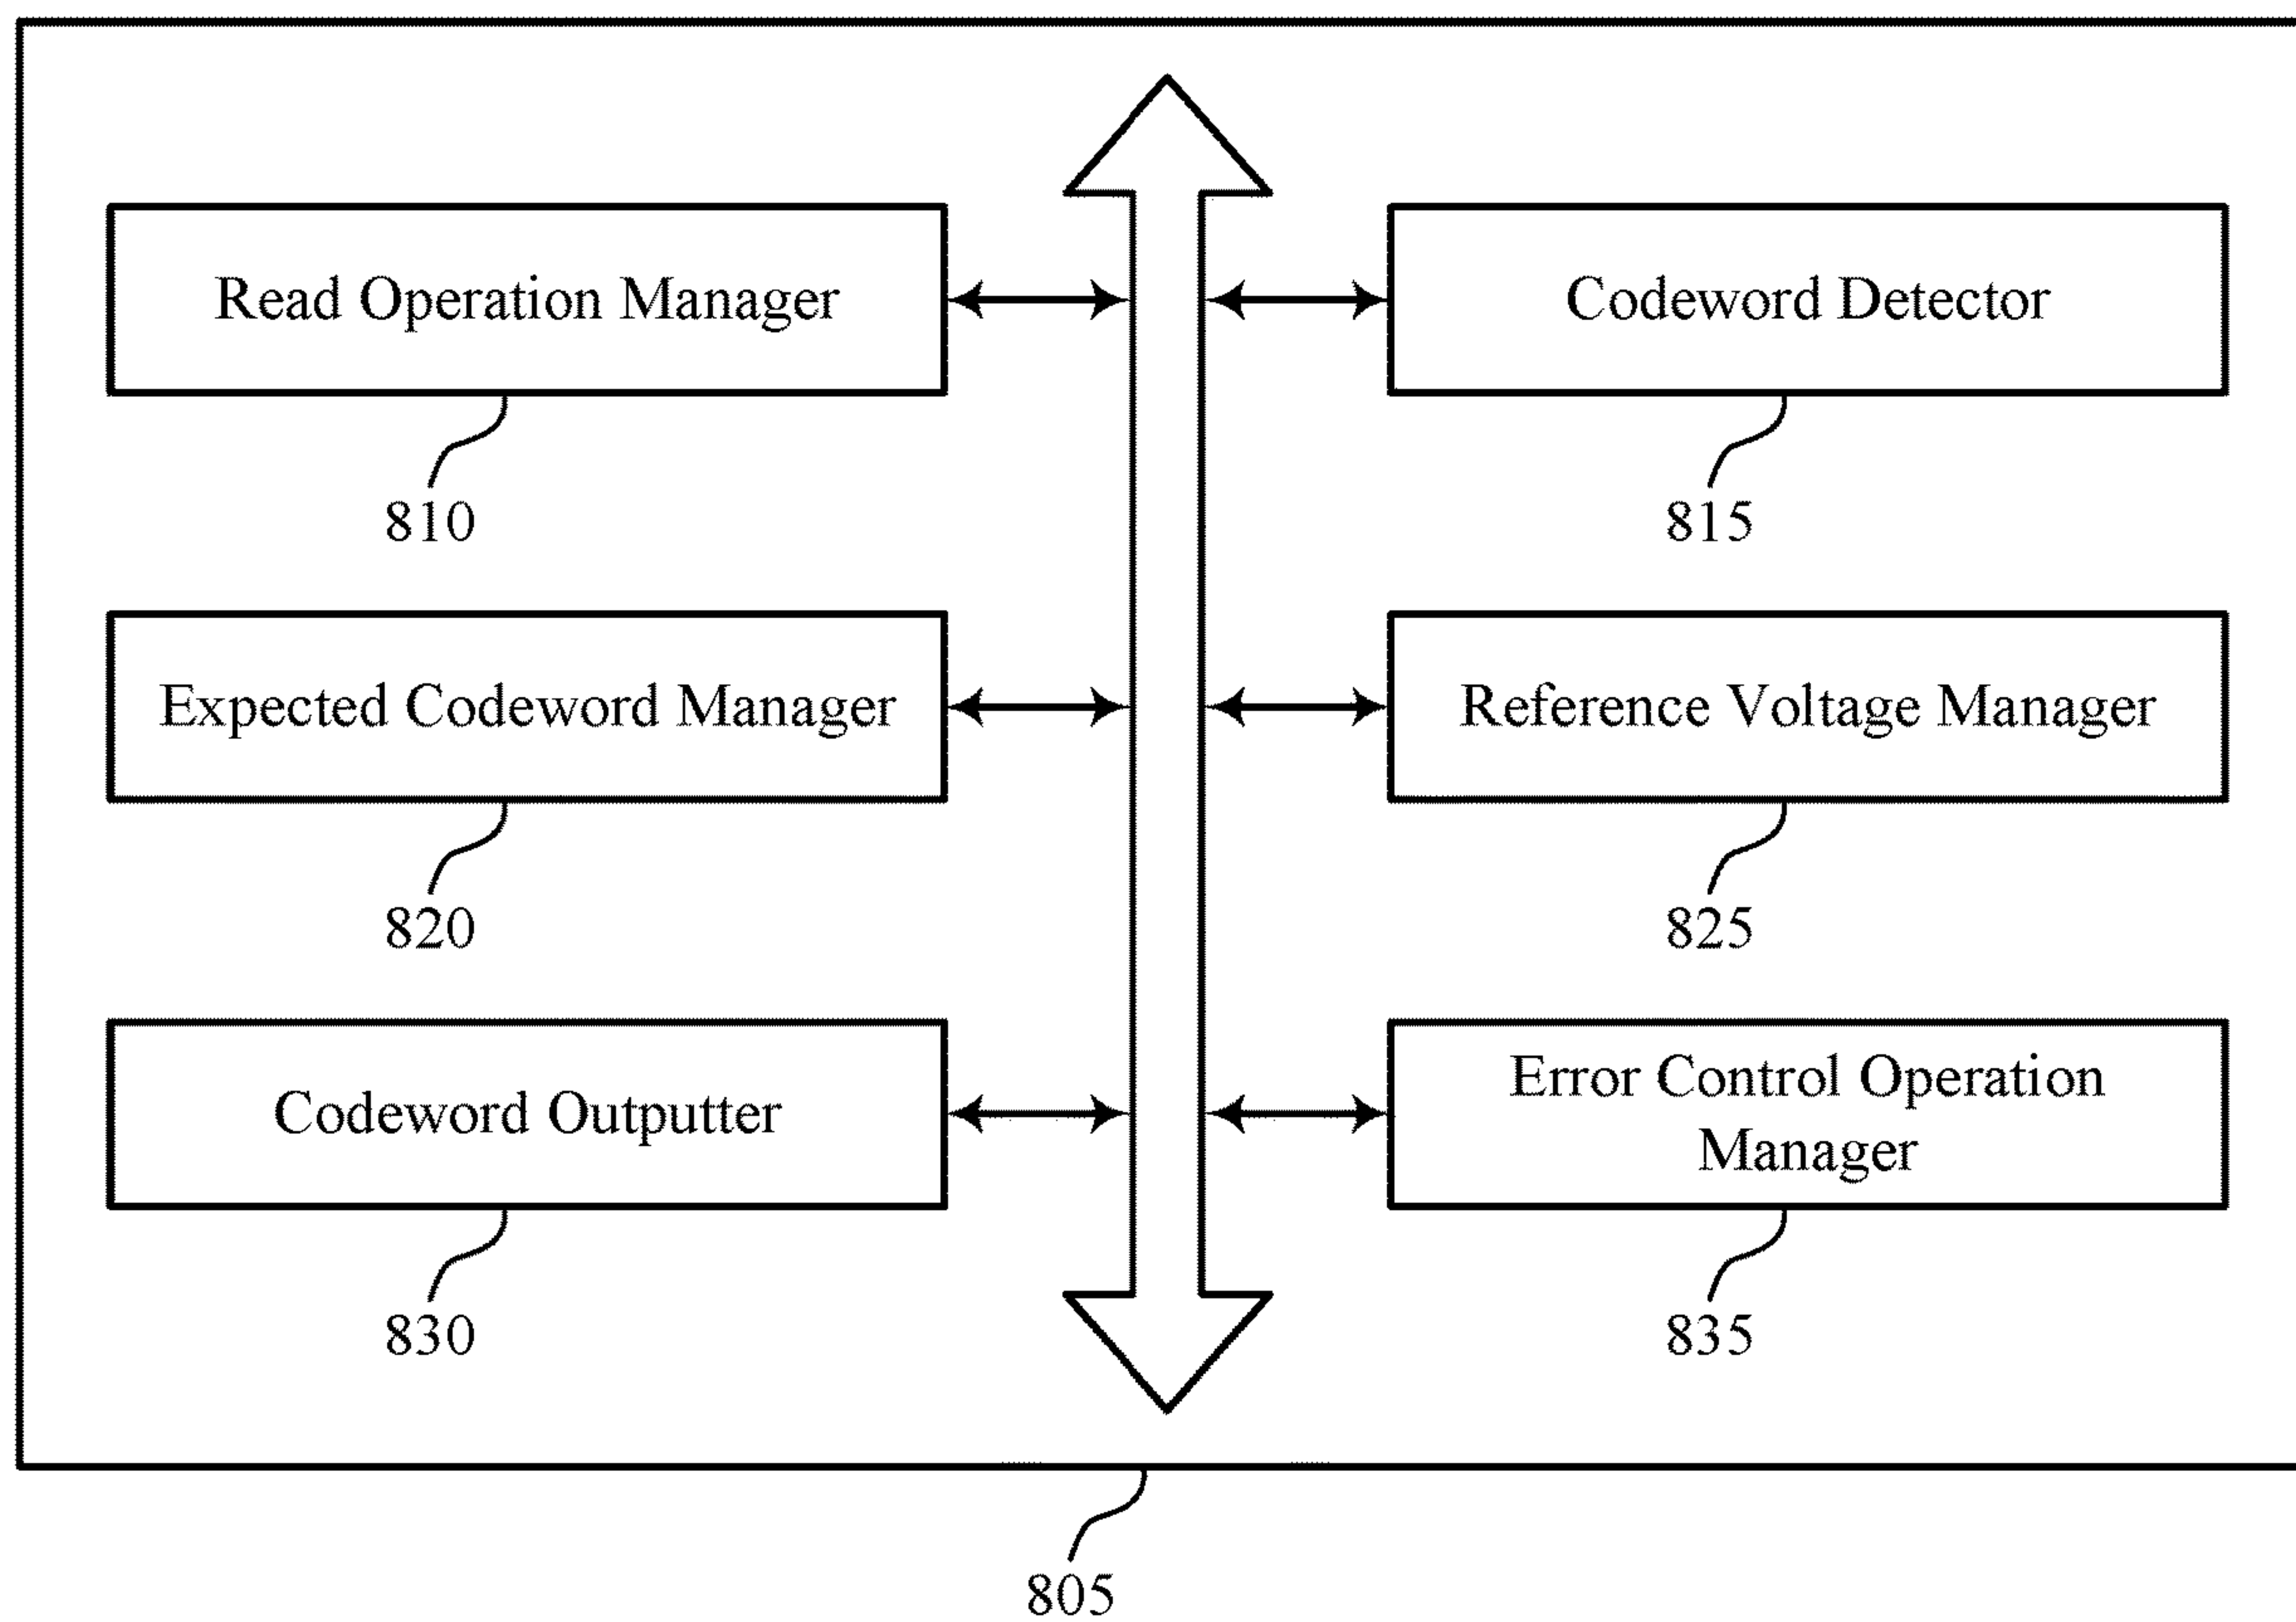 Read Operation Manager
Codeword Detector
810
815
Expected Codeword Manager
Reference Voltage Manager
820
825
Codeword Outputter
Error Control Operation
Manager
830
835
805